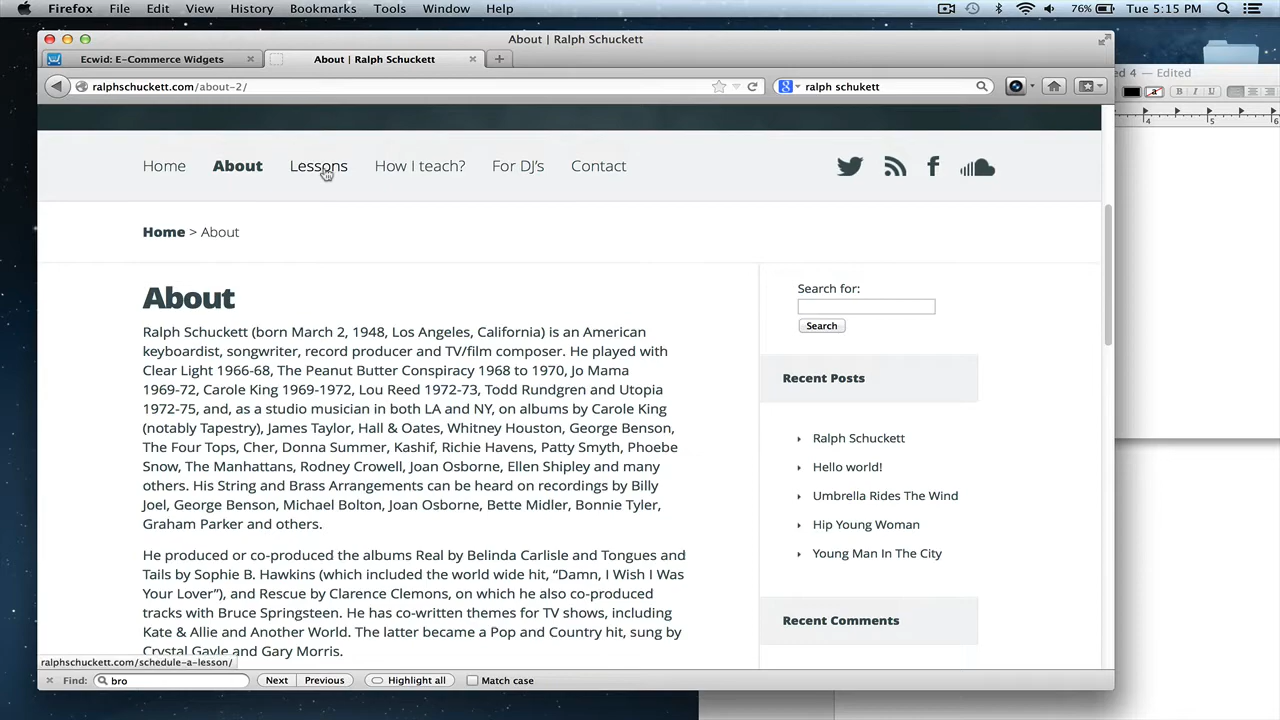 Firefox File Edit View History Bookmarks Tools Window Help 76% Tue 5:15 PM
About | Ralph Schuckett
Ecwid: E-Commerce Widgets About | Ralph Schuckett
ralphschuckett.com/about-2/ ralph schukett
ed 4 — Edited
B I U
4 5 6
Home About Lessons How I teach? For DJ's Contact
Home > About
About
Ralph Schuckett (born March 2, 1948, Los Angeles, California) is an American
keyboardist, songwriter, record producer and TV/film composer. He played with
Clear Light 1966-68, The Peanut Butter Conspiracy 1968 to 1970, Jo Mama
1969-72, Carole King 1969-1972, Lou Reed 1972-73, Todd Rundgren and Utopia
1972-75, and, as a studio musician in both LA and NY, on albums by Carole King
(notably Tapestry), James Taylor, Hall & Oates, Whitney Houston, George Benson,
The Four Tops, Cher, Donna Summer, Kashif, Richie Havens, Patty Smyth, Phoebe
Snow, The Manhattans, Rodney Crowell, Joan Osborne, Ellen Shipley and many
others. His String and Brass Arrangements can be heard on recordings by Billy
Joel, George Benson, Michael Bolton, Joan Osborne, Bette Midler, Bonnie Tyler,
Graham Parker and others.
He produced or co-produced the albums Real by Belinda Carlisle and Tongues and
Tails by Sophie B. Hawkins (which included the world wide hit, “Damn, I Wish I Was
Your Lover”), and Rescue by Clarence Clemons, on which he also co-produced
tracks with Bruce Springsteen. He has co-written themes for TV shows, including
Kate & Allie and Another World. The latter became a Pop and Country hit, sung by
Crystal Gayle and Gary Morris.
Search for:
Search
Recent Posts
Ralph Schuckett
Hello world!
Umbrella Rides The Wind
Hip Young Woman
Young Man In The City
Recent Comments
ralphschuckett.com/schedule-a-lesson/
Find: bro Next Previous Highlight all Match case